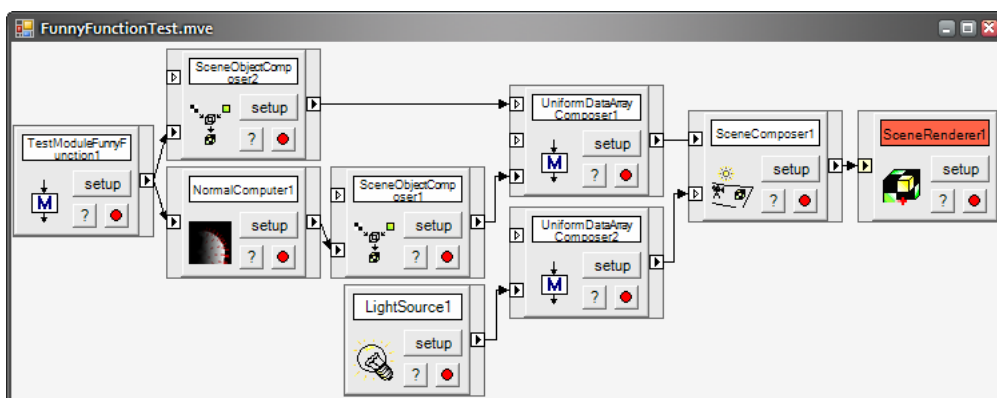 FunnyFunctionTest.mve
SceneObjectComp
oser2
setup
?
TestModuleFunnyF
unction1
M
setup
?
NormalComputer1
setup
?
SceneObjectComp
oser1
setup
?
UniformDataArray
Composer1
M
setup
?
UniformDataArray
Composer2
M
setup
?
LightSource1
setup
?
SceneComposer1
setup
?
SceneRenderer1
setup
?